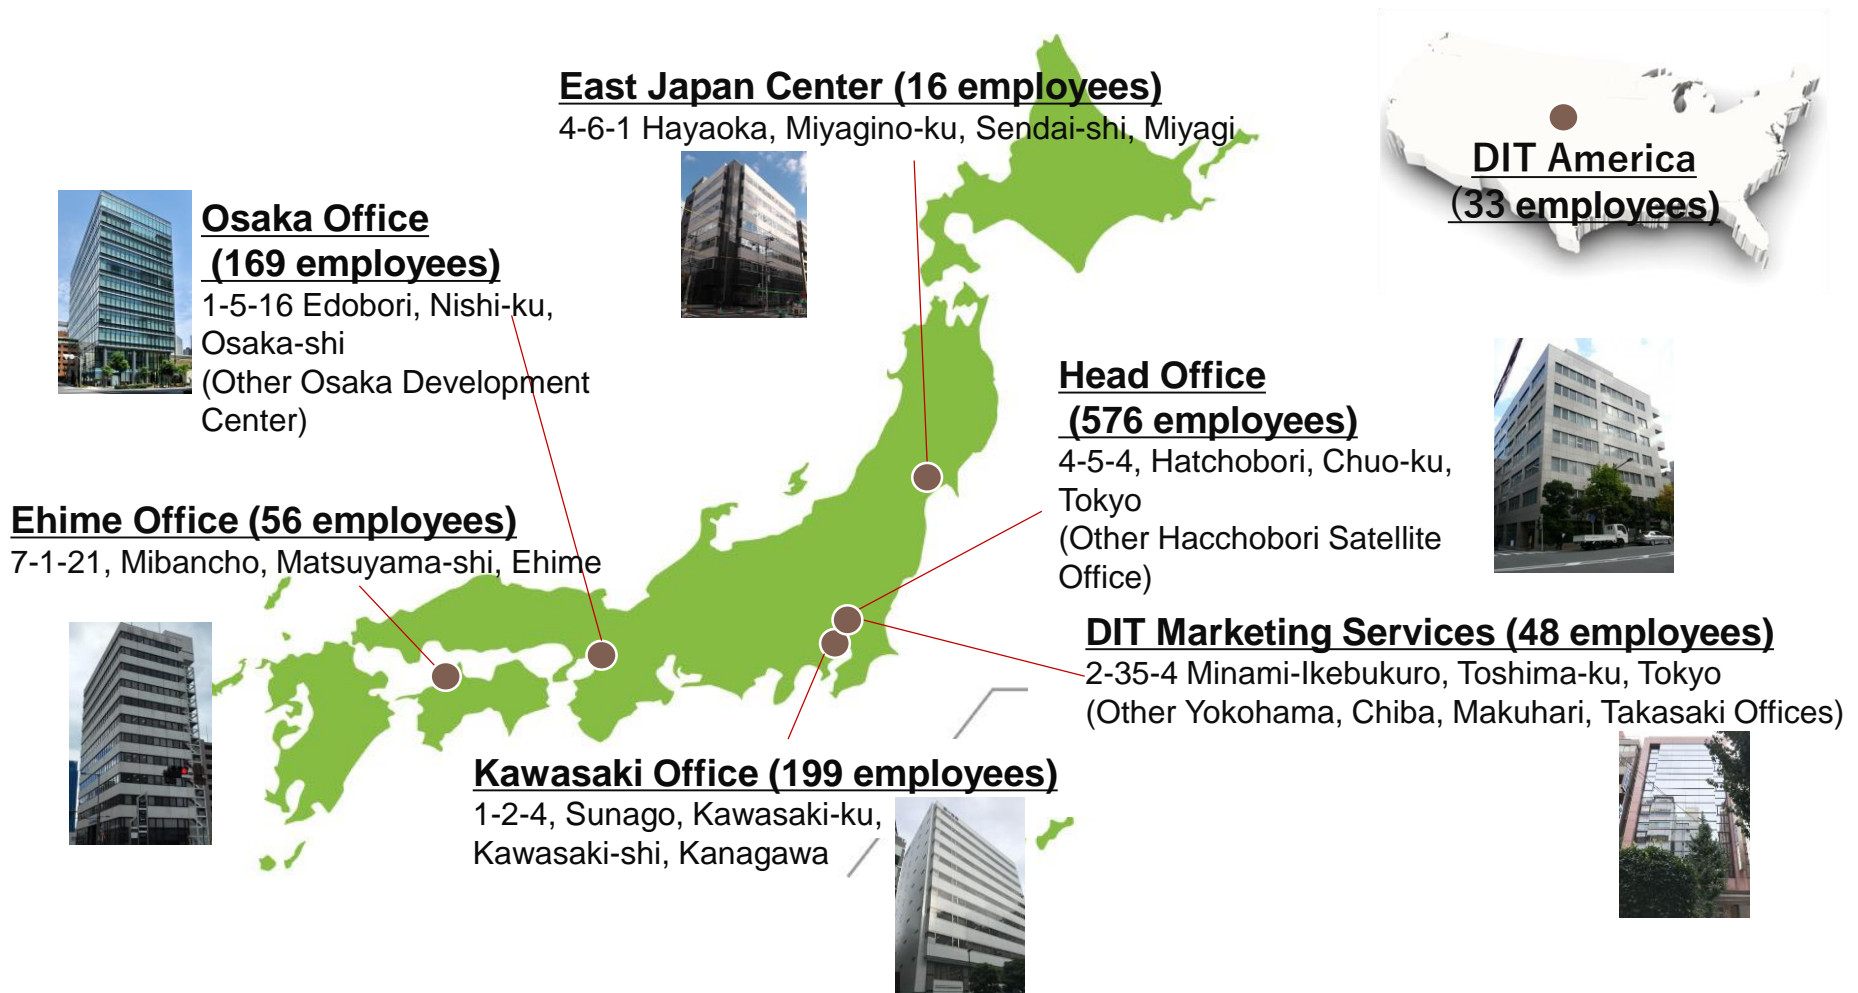 East Japan Center (16 employees)
4-6-1 Hayaoka, Miyagino-ku, Sendai-shi, Miyagi
DIT America
(33 employees)
Osaka Office
(169 employees)
1-5-16 Edobori, Nishi-ku,
Osaka-shi
(Other Osaka Development
Center)
Head Office
(576 employees)
4-5-4, Hatchobori, Chuo-ku,
Tokyo
(Other Hacchobori Satellite
Office)
Ehime Office (56 employees)
7-1-21, Mibancho, Matsuyama-shi, Ehime
DIT Marketing Services (48 employees)
2-35-4 Minami-Ikebukuro, Toshima-ku, Tokyo
(Other Yokohama, Chiba, Makuhari, Takasaki Offices)
Kawasaki Office (199 employees)
1-2-4, Sunago, Kawasaki-ku,
Kawasaki-shi, Kanagawa